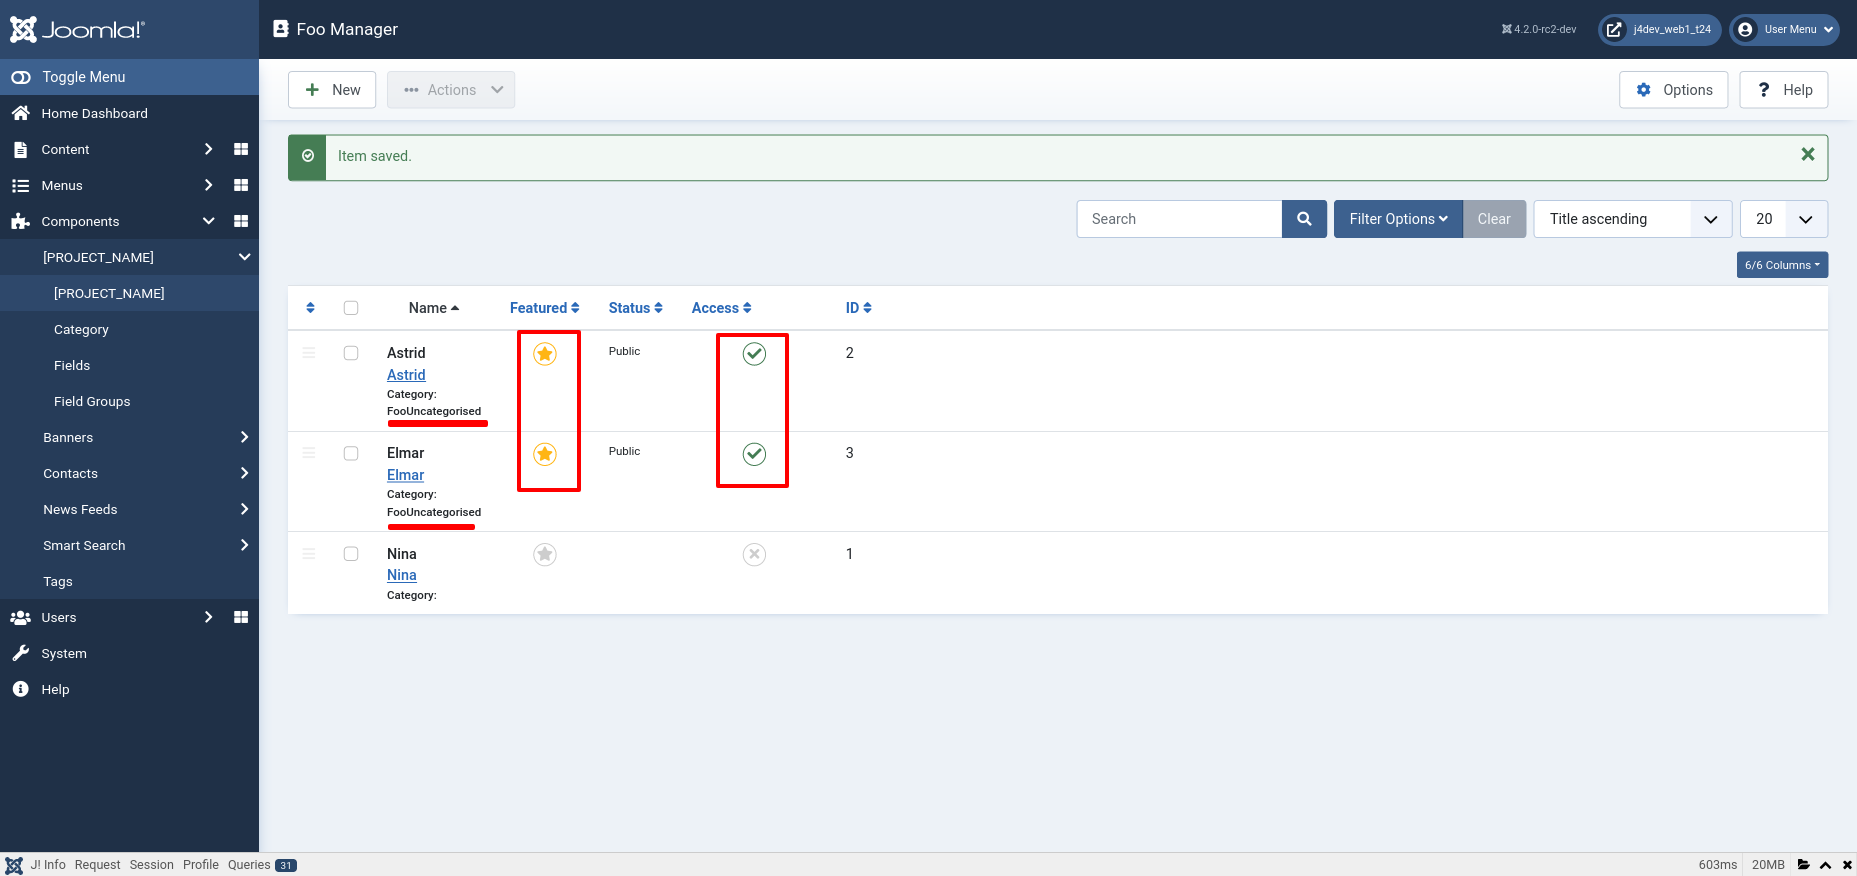 Joomla!®
Foo Manager
4.2.0-rc2-dev
j4dev_web1_t24
User Menu
Toggle Menu
Home Dashboard
Content
Menus
Components
[PROJECT_NAME]
[PROJECT_NAME]
Category
Fields
Field Groups
Banners
Contacts
News Feeds
Smart Search
Tags
Users
System
Help
New
Actions
Options
Help
Item saved.
Search
Filter Options
Clear
Title ascending
20
6/6 Columns
Name Featured Status Access ID
Astrid Public 2
Astrid
Category:
FooUncategorised
Elmar Public 3
Elmar
Category:
FooUncategorised
Nina 1
Nina
Category:
J! Info Request Session Profile Queries 31
603ms 20MB